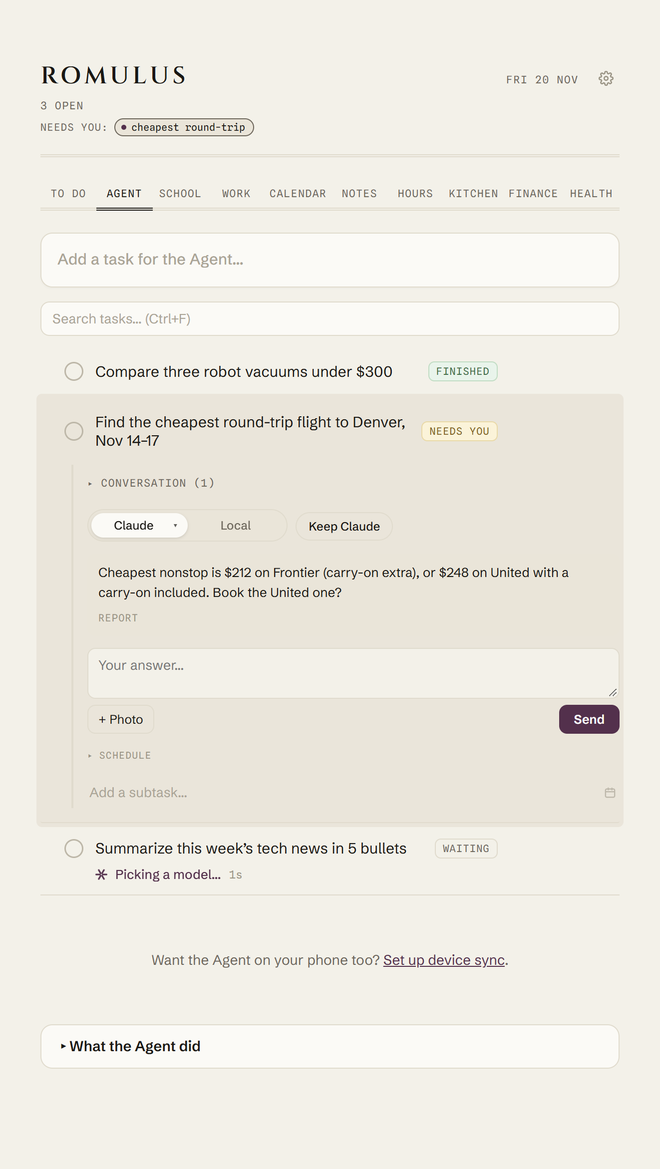 ROMULUS
FRI 20 NOV
3 OPEN
NEEDS YOU: cheapest round-trip
TO DO AGENT SCHOOL WORK CALENDAR NOTES HOURS KITCHEN FINANCE HEALTH
Add a task for the Agent...
Search tasks... (Ctrl+F)
Compare three robot vacuums under $300 FINISHED
Find the cheapest round-trip flight to Denver,
Nov 14–17
NEEDS YOU
CONVERSATION (1)
Claude Local Keep Claude
Cheapest nonstop is $212 on Frontier (carry-on extra), or $248 on United with a
carry-on included. Book the United one?
REPORT
Your answer...
+ Photo Send
SCHEDULE
Add a subtask...
Summarize this week's tech news in 5 bullets WAITING
Picking a model... 1s
Want the Agent on your phone too? Set up device sync.
What the Agent did